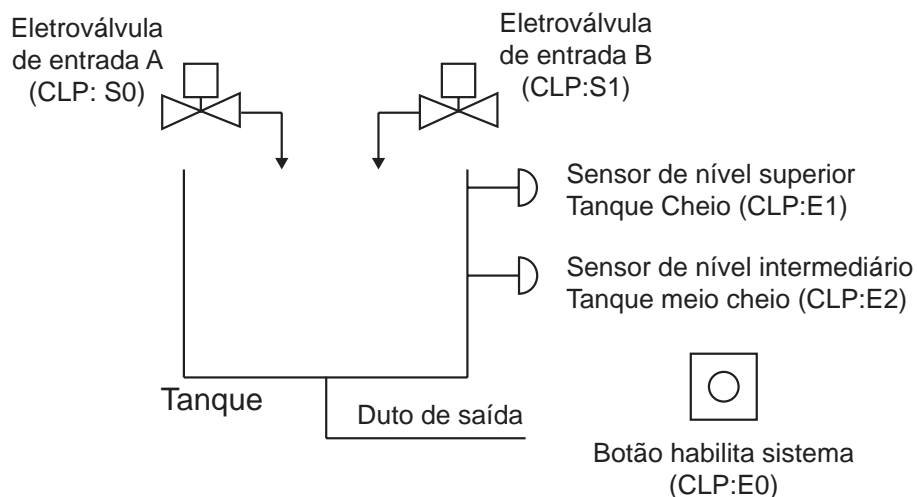 Eletroválvula
de entrada A
(CLP: S0)
Eletroválvula
de entrada B
(CLP:S1)
Sensor de nível superior
Tanque Cheio (CLP:E1)
Sensor de nível intermediário
Tanque meio cheio (CLP:E2)
Tanque
Duto de saída
Botão habilita sistema
(CLP:E0)